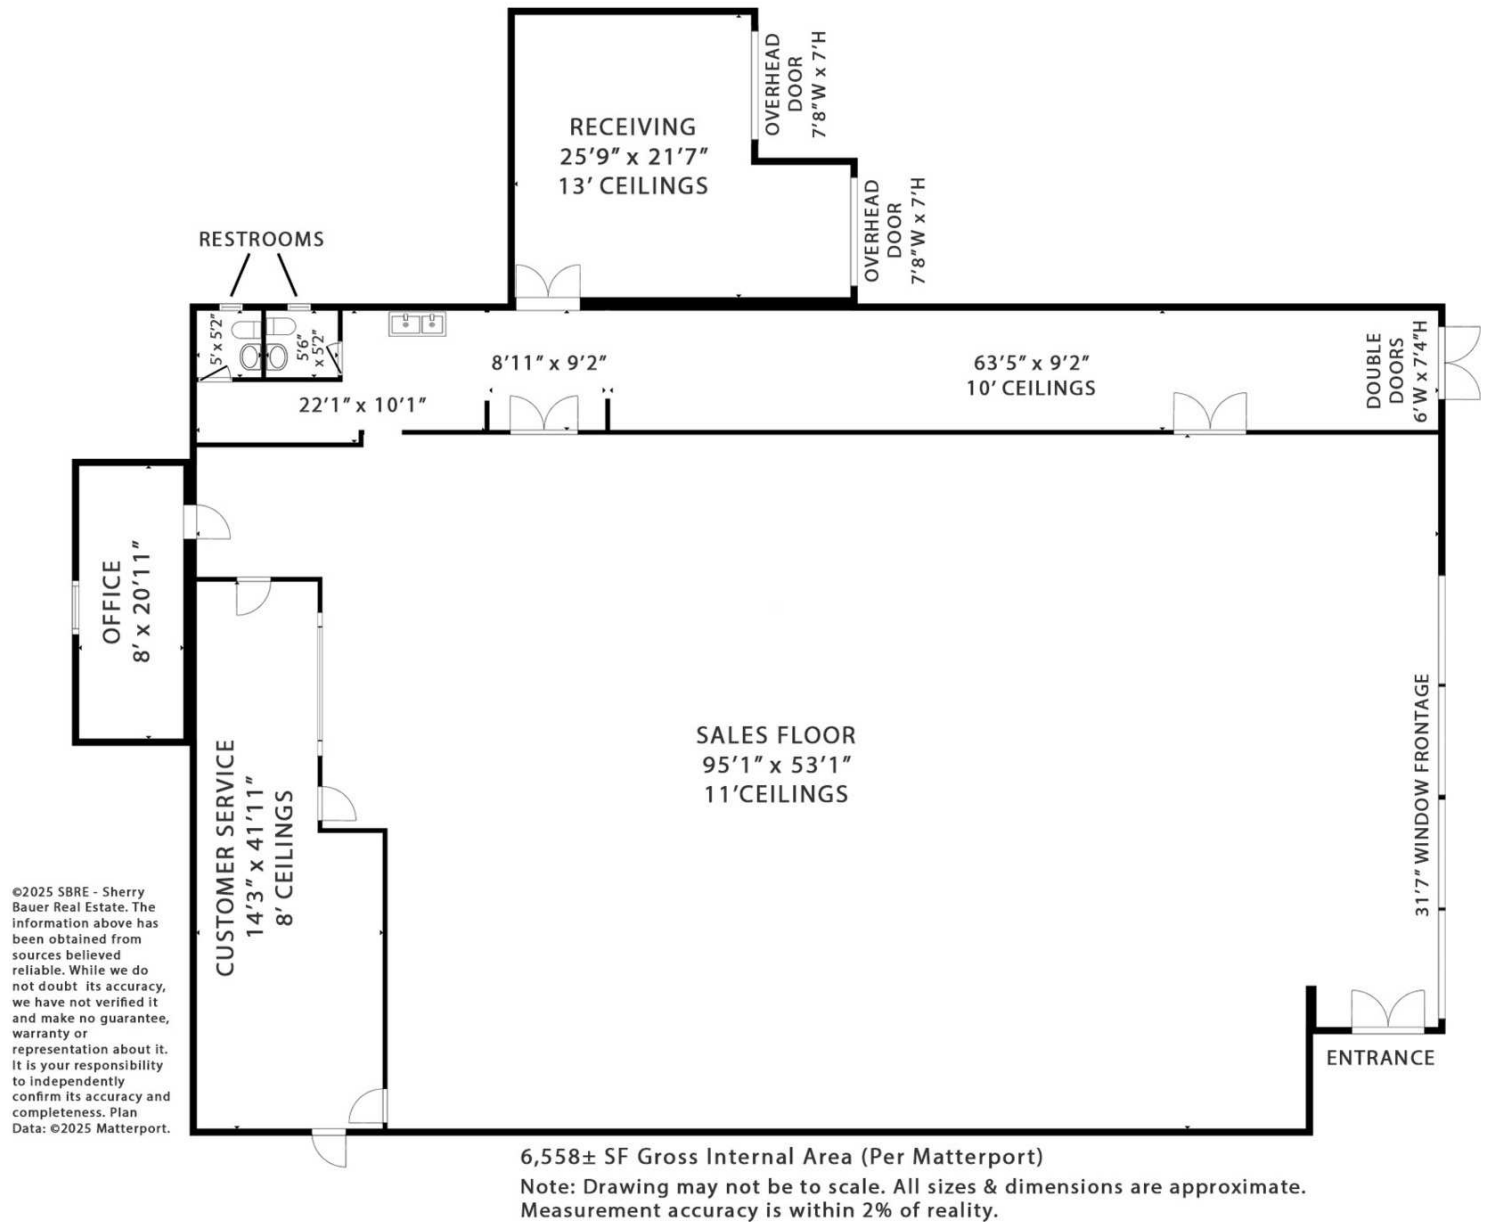 RECEIVING
25'9" x 21'7"
13' CEILINGS
OVERHEAD
DOOR
7'8"W x 7'H
OVERHEAD
DOOR
7'8"W x 7'H
RESTROOMS
5' x 5'2"
5'6"
x 5'2"
22'1" x 10'1"
8'11" x 9'2"
63'5" x 9'2"
10' CEILINGS
DOUBLE
DOORS
6'W x 7'4"H
OFFICE
8' x 20'11"
CUSTOMER SERVICE
14'3" x 41'11"
8' CEILINGS
SALES FLOOR
95'1" x 53'1"
11'CEILINGS
31'7" WINDOW FRONTAGE
ENTRANCE
©2025 SBRE - Sherry
Bauer Real Estate. The
information above has
been obtained from
sources believed
reliable. While we do
not doubt its accuracy,
we have not verified it
and make no guarantee,
warranty or
representation about it.
It is your responsibility
to independently
confirm its accuracy and
completeness. Plan
Data: ©2025 Matterport.
6,558± SF Gross Internal Area (Per Matterport)
Note: Drawing may not be to scale. All sizes & dimensions are approximate.
Measurement accuracy is within 2% of reality.